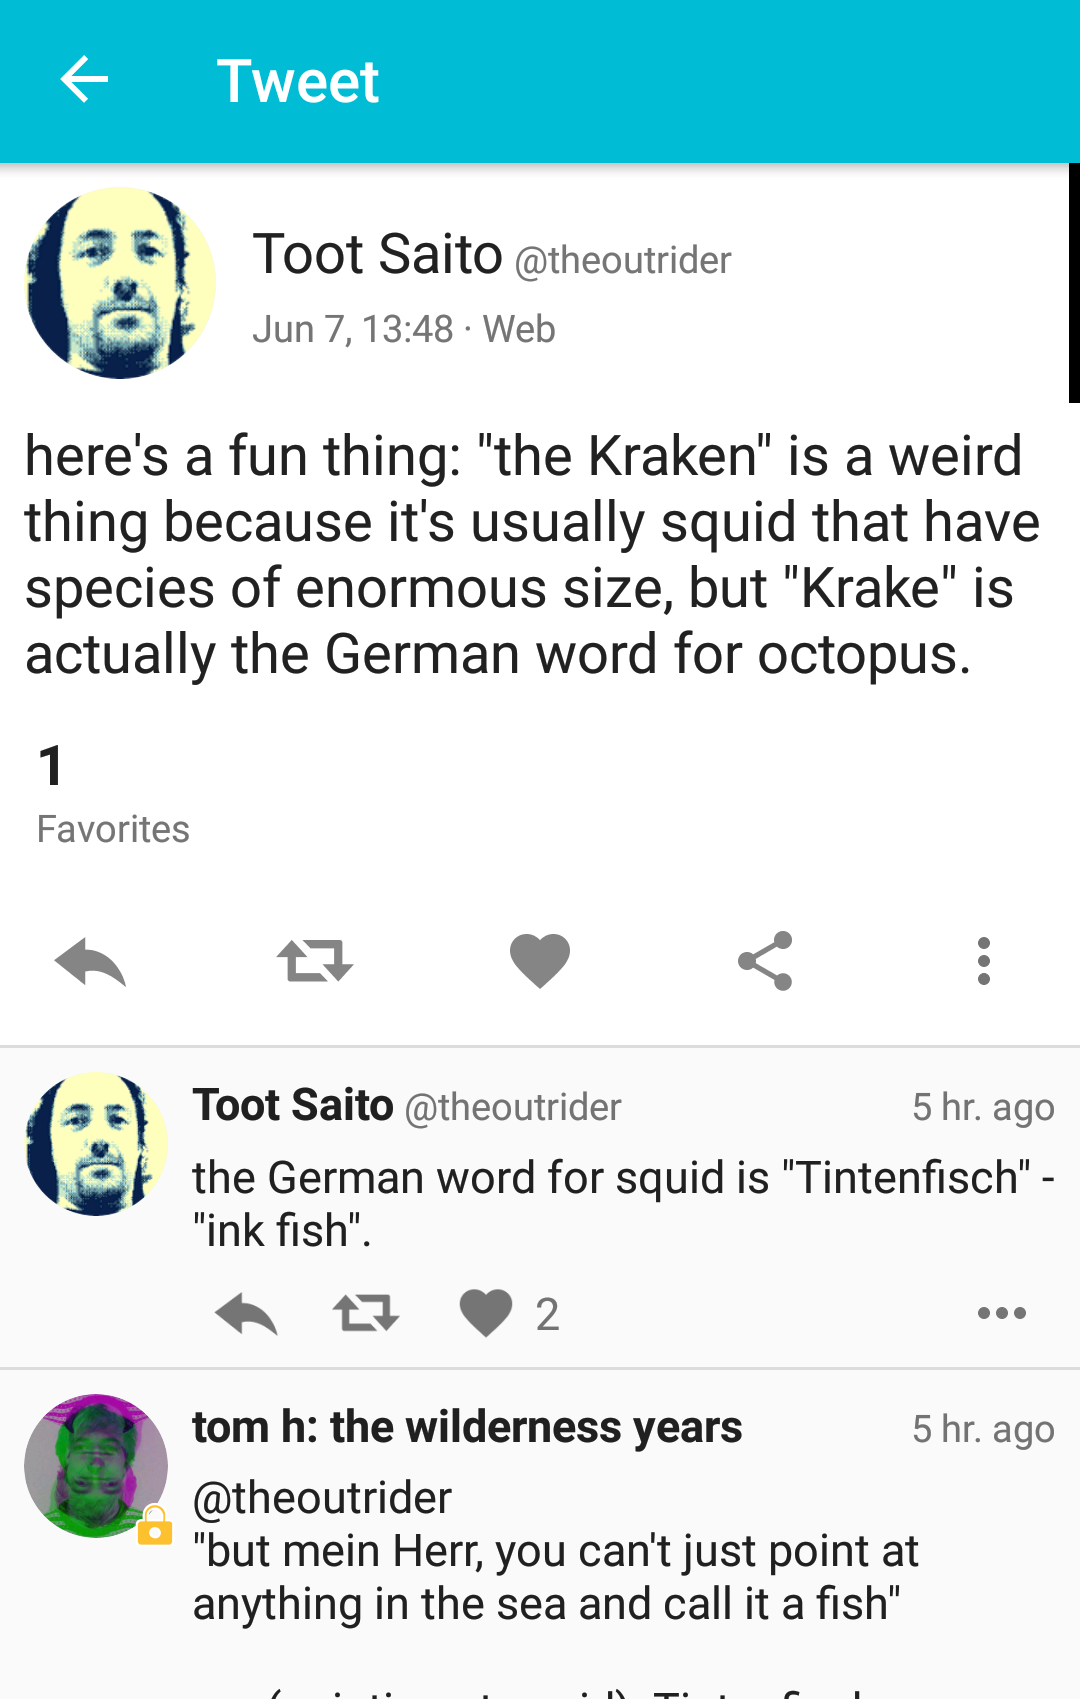 Tweet
Toot Saito @theoutrider
Jun 7, 13:48 · Web
here's a fun thing: "the Kraken" is a weird
thing because it's usually squid that have
species of enormous size, but "Krake" is
actually the German word for octopus.
1
Favorites
Toot Saito @theoutrider 5 hr. ago
the German word for squid is "Tintenfisch" -
"ink fish".
2
tom h: the wilderness years 5 hr. ago
@theoutrider
"but mein Herr, you can't just point at
anything in the sea and call it a fish"